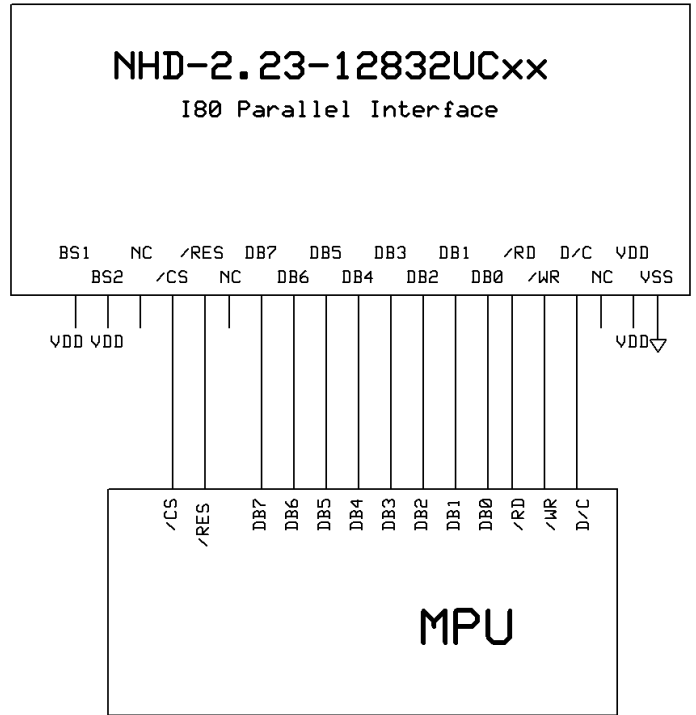 NHD-2.23-12832UCxx
I80 Parallel Interface
BS1 NC /RES DB7 DB5 DB3 DB1 /RD D/C VDD
BS2 /CS NC DB6 DB4 DB2 DB0 /WR NC VSS
VDD VDD VDD
/CS /RES DB7 DB6 DB5 DB4 DB3 DB2 DB1 DB0 /RD /WR D/C
MPU